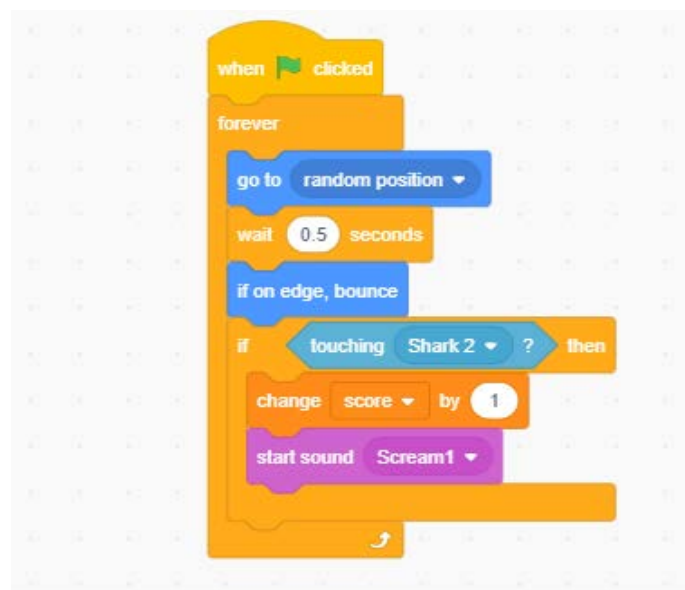 when clicked
forever
go to random position
wait 0.5 seconds
if on edge, bounce
if touching Shark 2 ? then
change score by 1
start sound Scream1